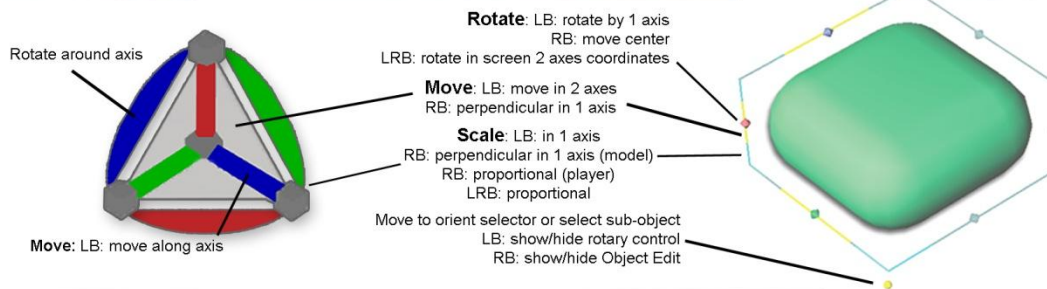 Rotate around axis
Move: LB: move along axis
Rotate: LB: rotate by 1 axis
RB: move center
LRB: rotate in screen 2 axes coordinates
Move: LB: move in 2 axes
RB: perpendicular in 1 axis
Scale: LB: in 1 axis
RB: perpendicular in 1 axis (model)
RB: proportional (player)
LRB: proportional
Move to orient selector or select sub-object
LB: show/hide rotary control
RB: show/hide Object Edit